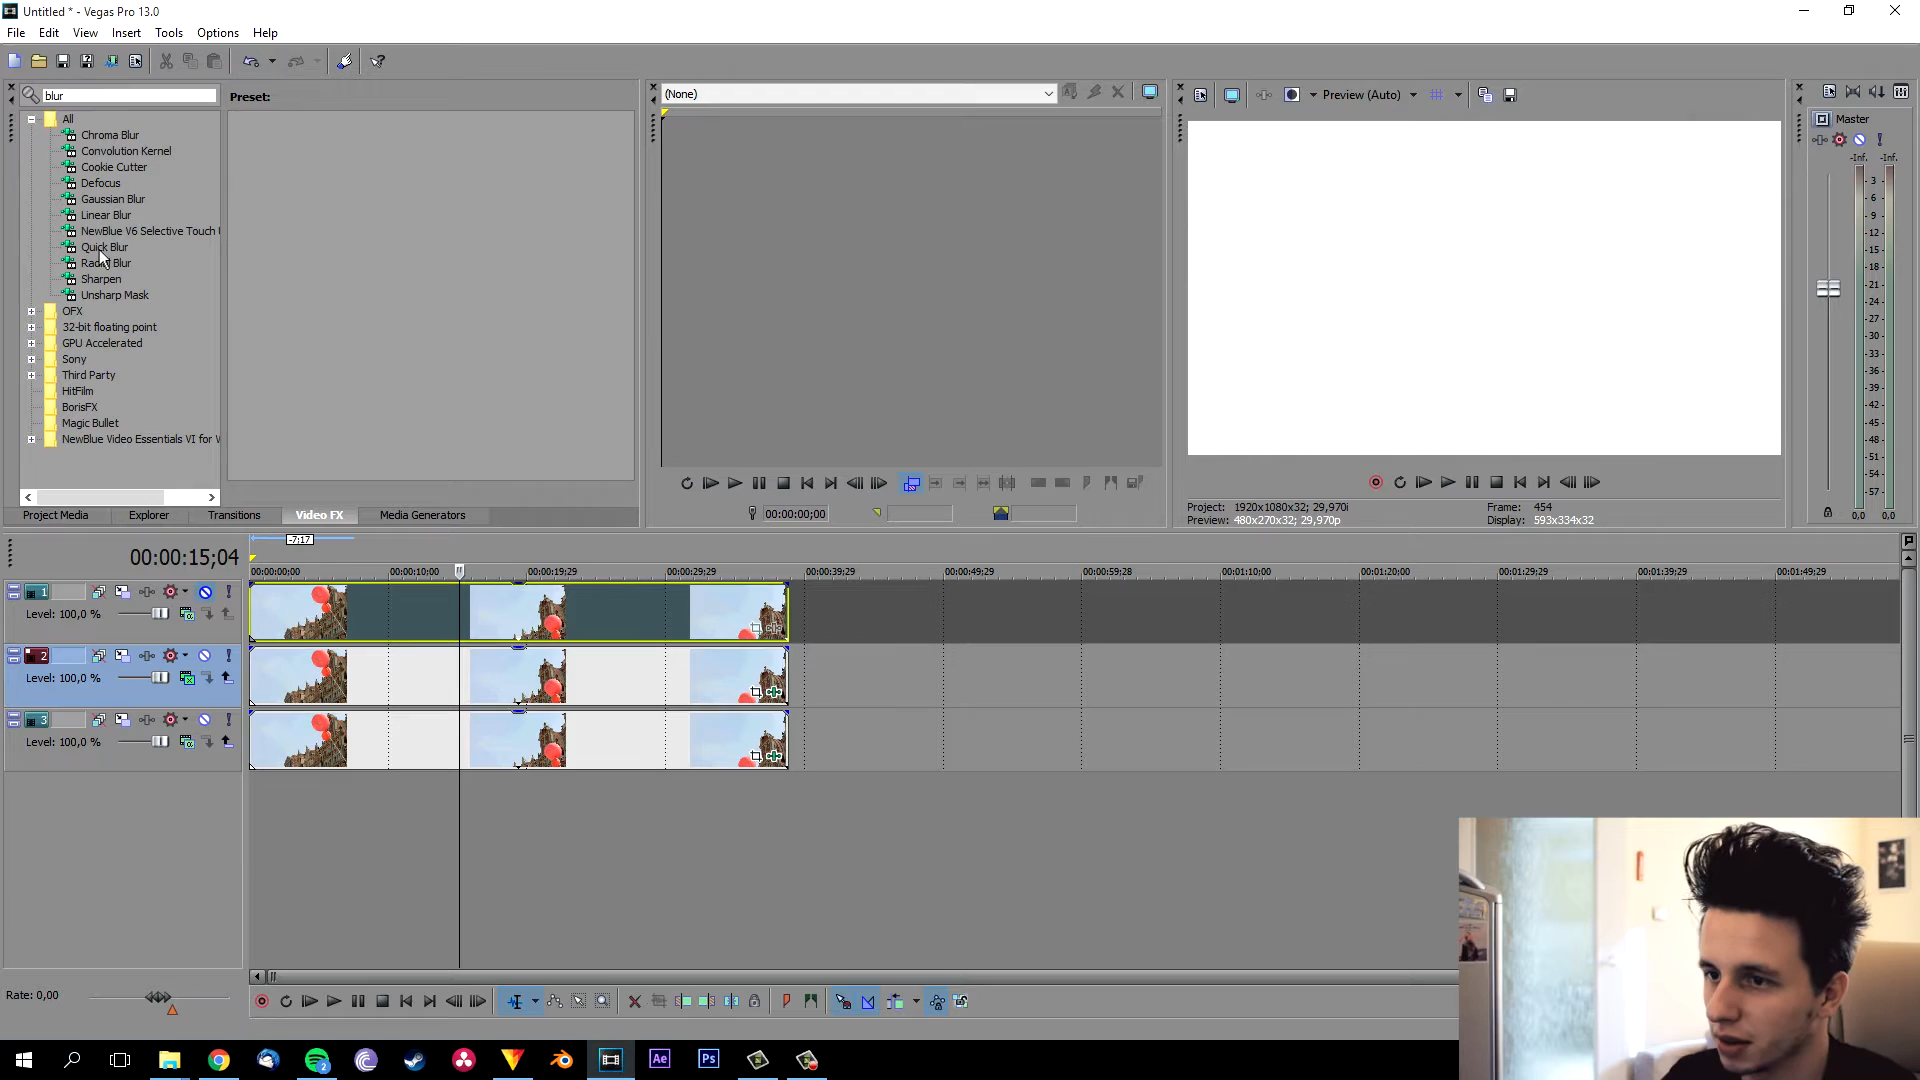 Untitled * - Vegas Pro 13.0
File Edit View Insert Tools Options Help
blur
Preset:
(None)
Preview (Auto)
Master
All
Chroma Blur
Convolution Kernel
Cookie Cutter
Defocus
Gaussian Blur
Linear Blur
NewBlue V6 Selective Touch
Quick Blur
Radial Blur
Sharpen
Unsharp Mask
OFX
32-bit floating point
GPU Accelerated
Sony
Third Party
HitFilm
BorisFX
Magic Bullet
NewBlue Video Essentials VI for
-Inf. -Inf.
- 3 -
- 6 -
- 9 -
-12-
-15-
-18-
-21-
-24-
-27-
-30-
-33-
-36-
-39-
-42-
-45-
-48-
-51-
-54-
-57-
0,0 0,0
00:00:00;00
Project: 1920x1080x32; 29,970i
Preview: 480x270x32; 29,970p
Frame: 454
Display: 593x334x32
Project Media Explorer Transitions Video FX Media Generators
-7;17
00:00:15;04
00:00:00;00 00:00:10;00 00:00:19;29 00:00:29;29 00:00:39;29 00:00:49;29 00:00:59;28 00:01:10;00 00:01:20;00 00:01:29;29 00:01:39;29 00:01:49;29
1
Level: 100,0 %
2
Level: 100,0 %
3
Level: 100,0 %
Rate: 0,00
2
Ae
Ps